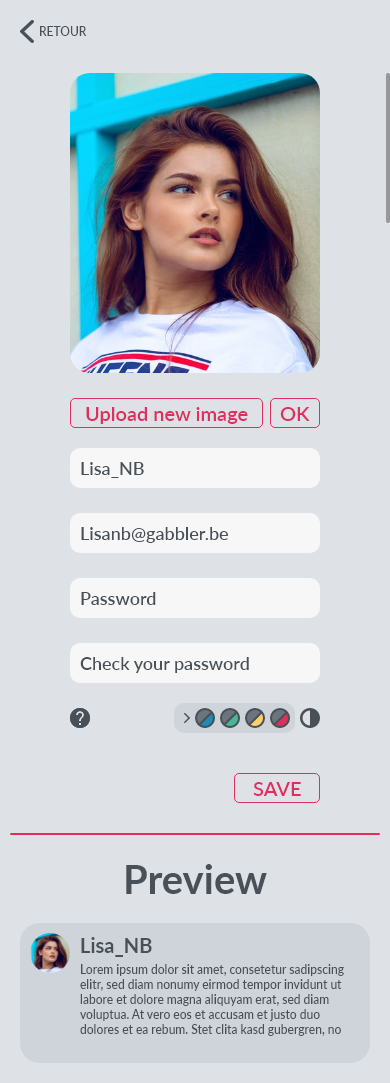 RETOUR
Upload new image OK
Lisa_NB
Lisanb@gabbler.be
Password
Check your password
?
SAVE
Preview
Lisa_NB
Lorem ipsum dolor sit amet, consetetur sadipscing
elitr, sed diam nonumy eirmod tempor invidunt ut
labore et dolore magna aliquyam erat, sed diam
voluptua. At vero eos et accusam et justo duo
dolores et ea rebum. Stet clita kasd gubergren, no